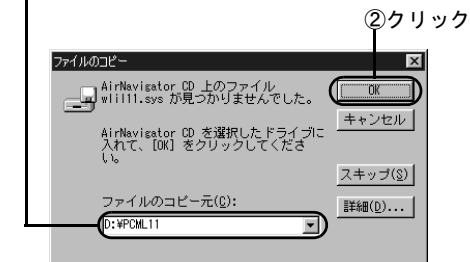 ②クリック
ファイルのコピー
AirNavigator CD 上のファイル
wlil11.sys が見つかりませんでした。
AirNavigator CD を選択したドライブに
入れて、[OK] をクリックしてくださ
い。
ファイルのコピー元(C):
D:¥PCML11
OK
キャンセル
スキップ(S)
詳細(D)...